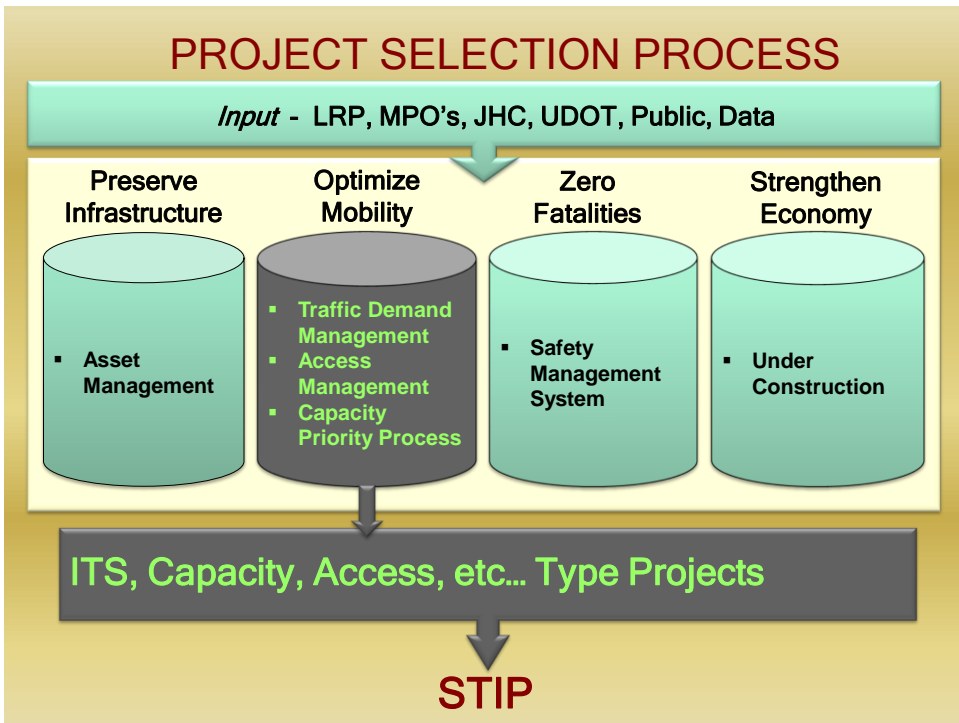 PROJECT SELECTION PROCESS
Input - LRP, MPO's, JHC, UDOT, Public, Data
Preserve
Infrastructure
Optimize
Mobility
Zero
Fatalities
Strengthen
Economy
▪ Asset
Management
▪ Traffic Demand
Management
▪ Access
Management
▪ Capacity
Priority Process
▪ Safety
Management
System
▪ Under
Construction
ITS, Capacity, Access, etc... Type Projects
STIP